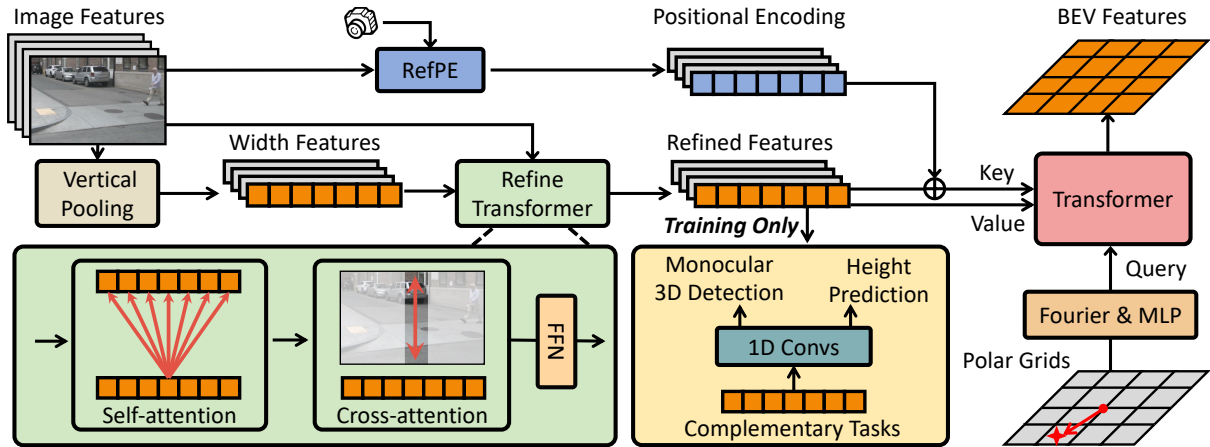 Image Features
Positional Encoding
BEV Features
RefPE
Width Features
Refined Features
Vertical
Pooling
Refine
Transformer
Key
Transformer
Value
Training Only
Monocular
3D Detection
Height
Prediction
Query
FFN
1D Convs
Fourier & MLP
Polar Grids
Self-attention
Cross-attention
Complementary Tasks